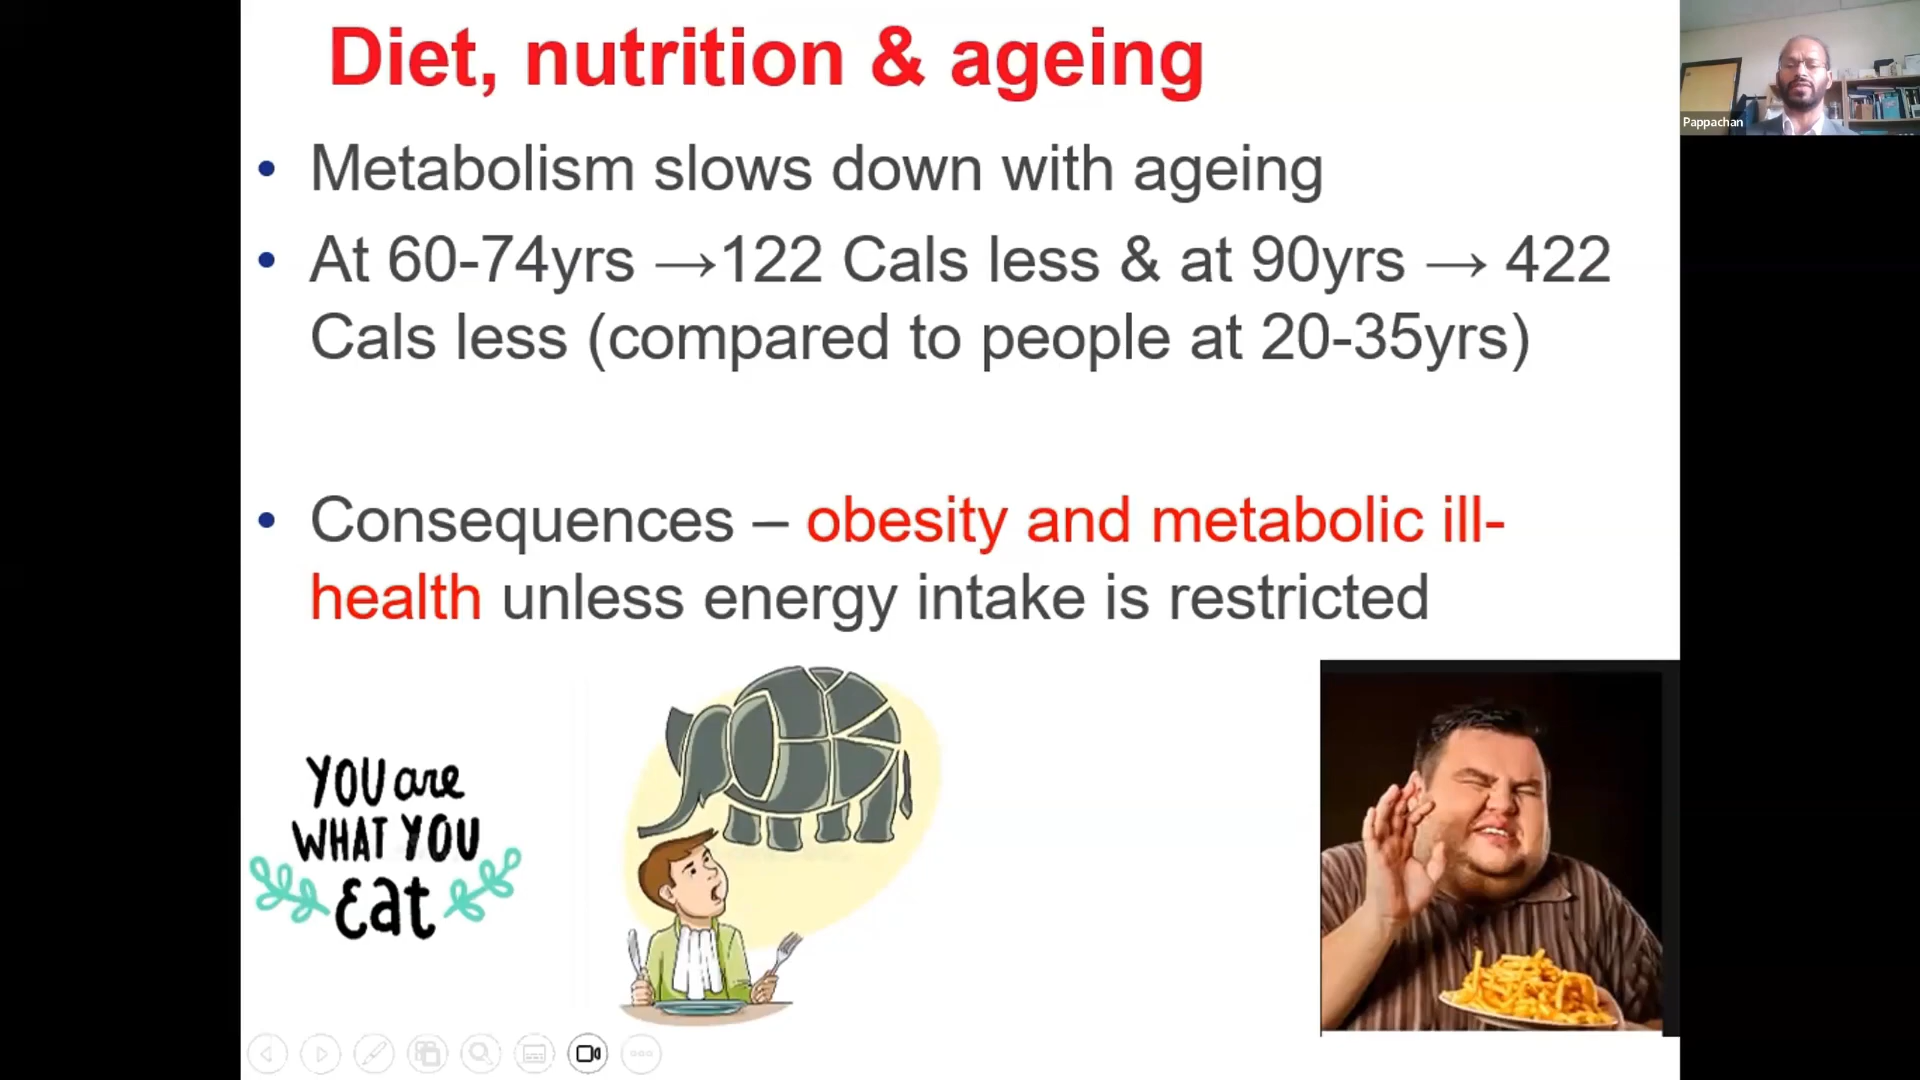 Diet, nutrition & ageing
• Metabolism slows down with ageing
• At 60-74yrs →122 Cals less & at 90yrs → 422
Cals less (compared to people at 20-35yrs)
• Consequences – obesity and metabolic ill-
health unless energy intake is restricted
YOU are
WHAT YOU
Eat
Pappachan